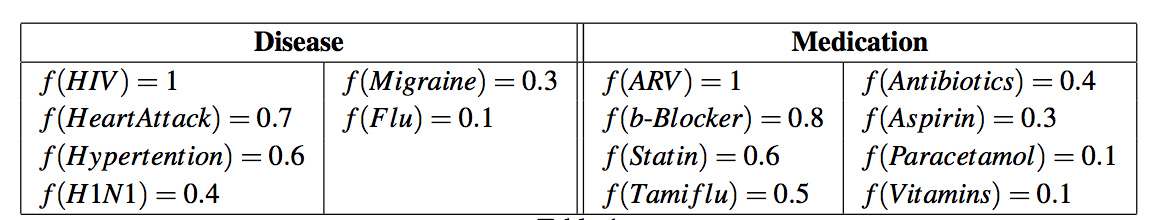 Disease Medication
f(HIV) = 1 f(Migraine) = 0.3 f(ARV) = 1 f(Antibiotics) = 0.4
f(HeartAttack) = 0.7 f(Flu) = 0.1 f(b-Blocker) = 0.8 f(Aspirin) = 0.3
f(Hypertention) = 0.6 f(Statin) = 0.6 f(Paracetamol) = 0.1
f(H1N1) = 0.4 f(Tamiflu) = 0.5 f(Vitamins) = 0.1